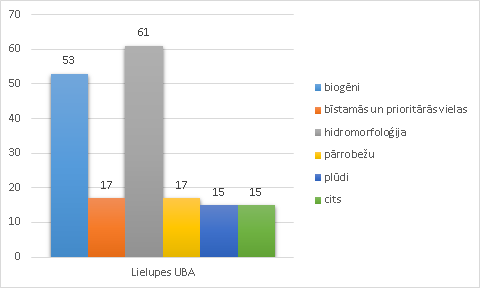 70
60
50
40
30
20
10
0
53
17
61
17
15
15
Lielupes UBA
biogēni
bīstamās un prioritārās vielas
hidromorfoloģija
pārrobežu
plūdi
cits